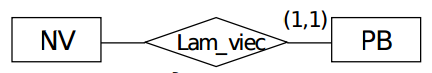 (1,1)
NV Lam_viec PB